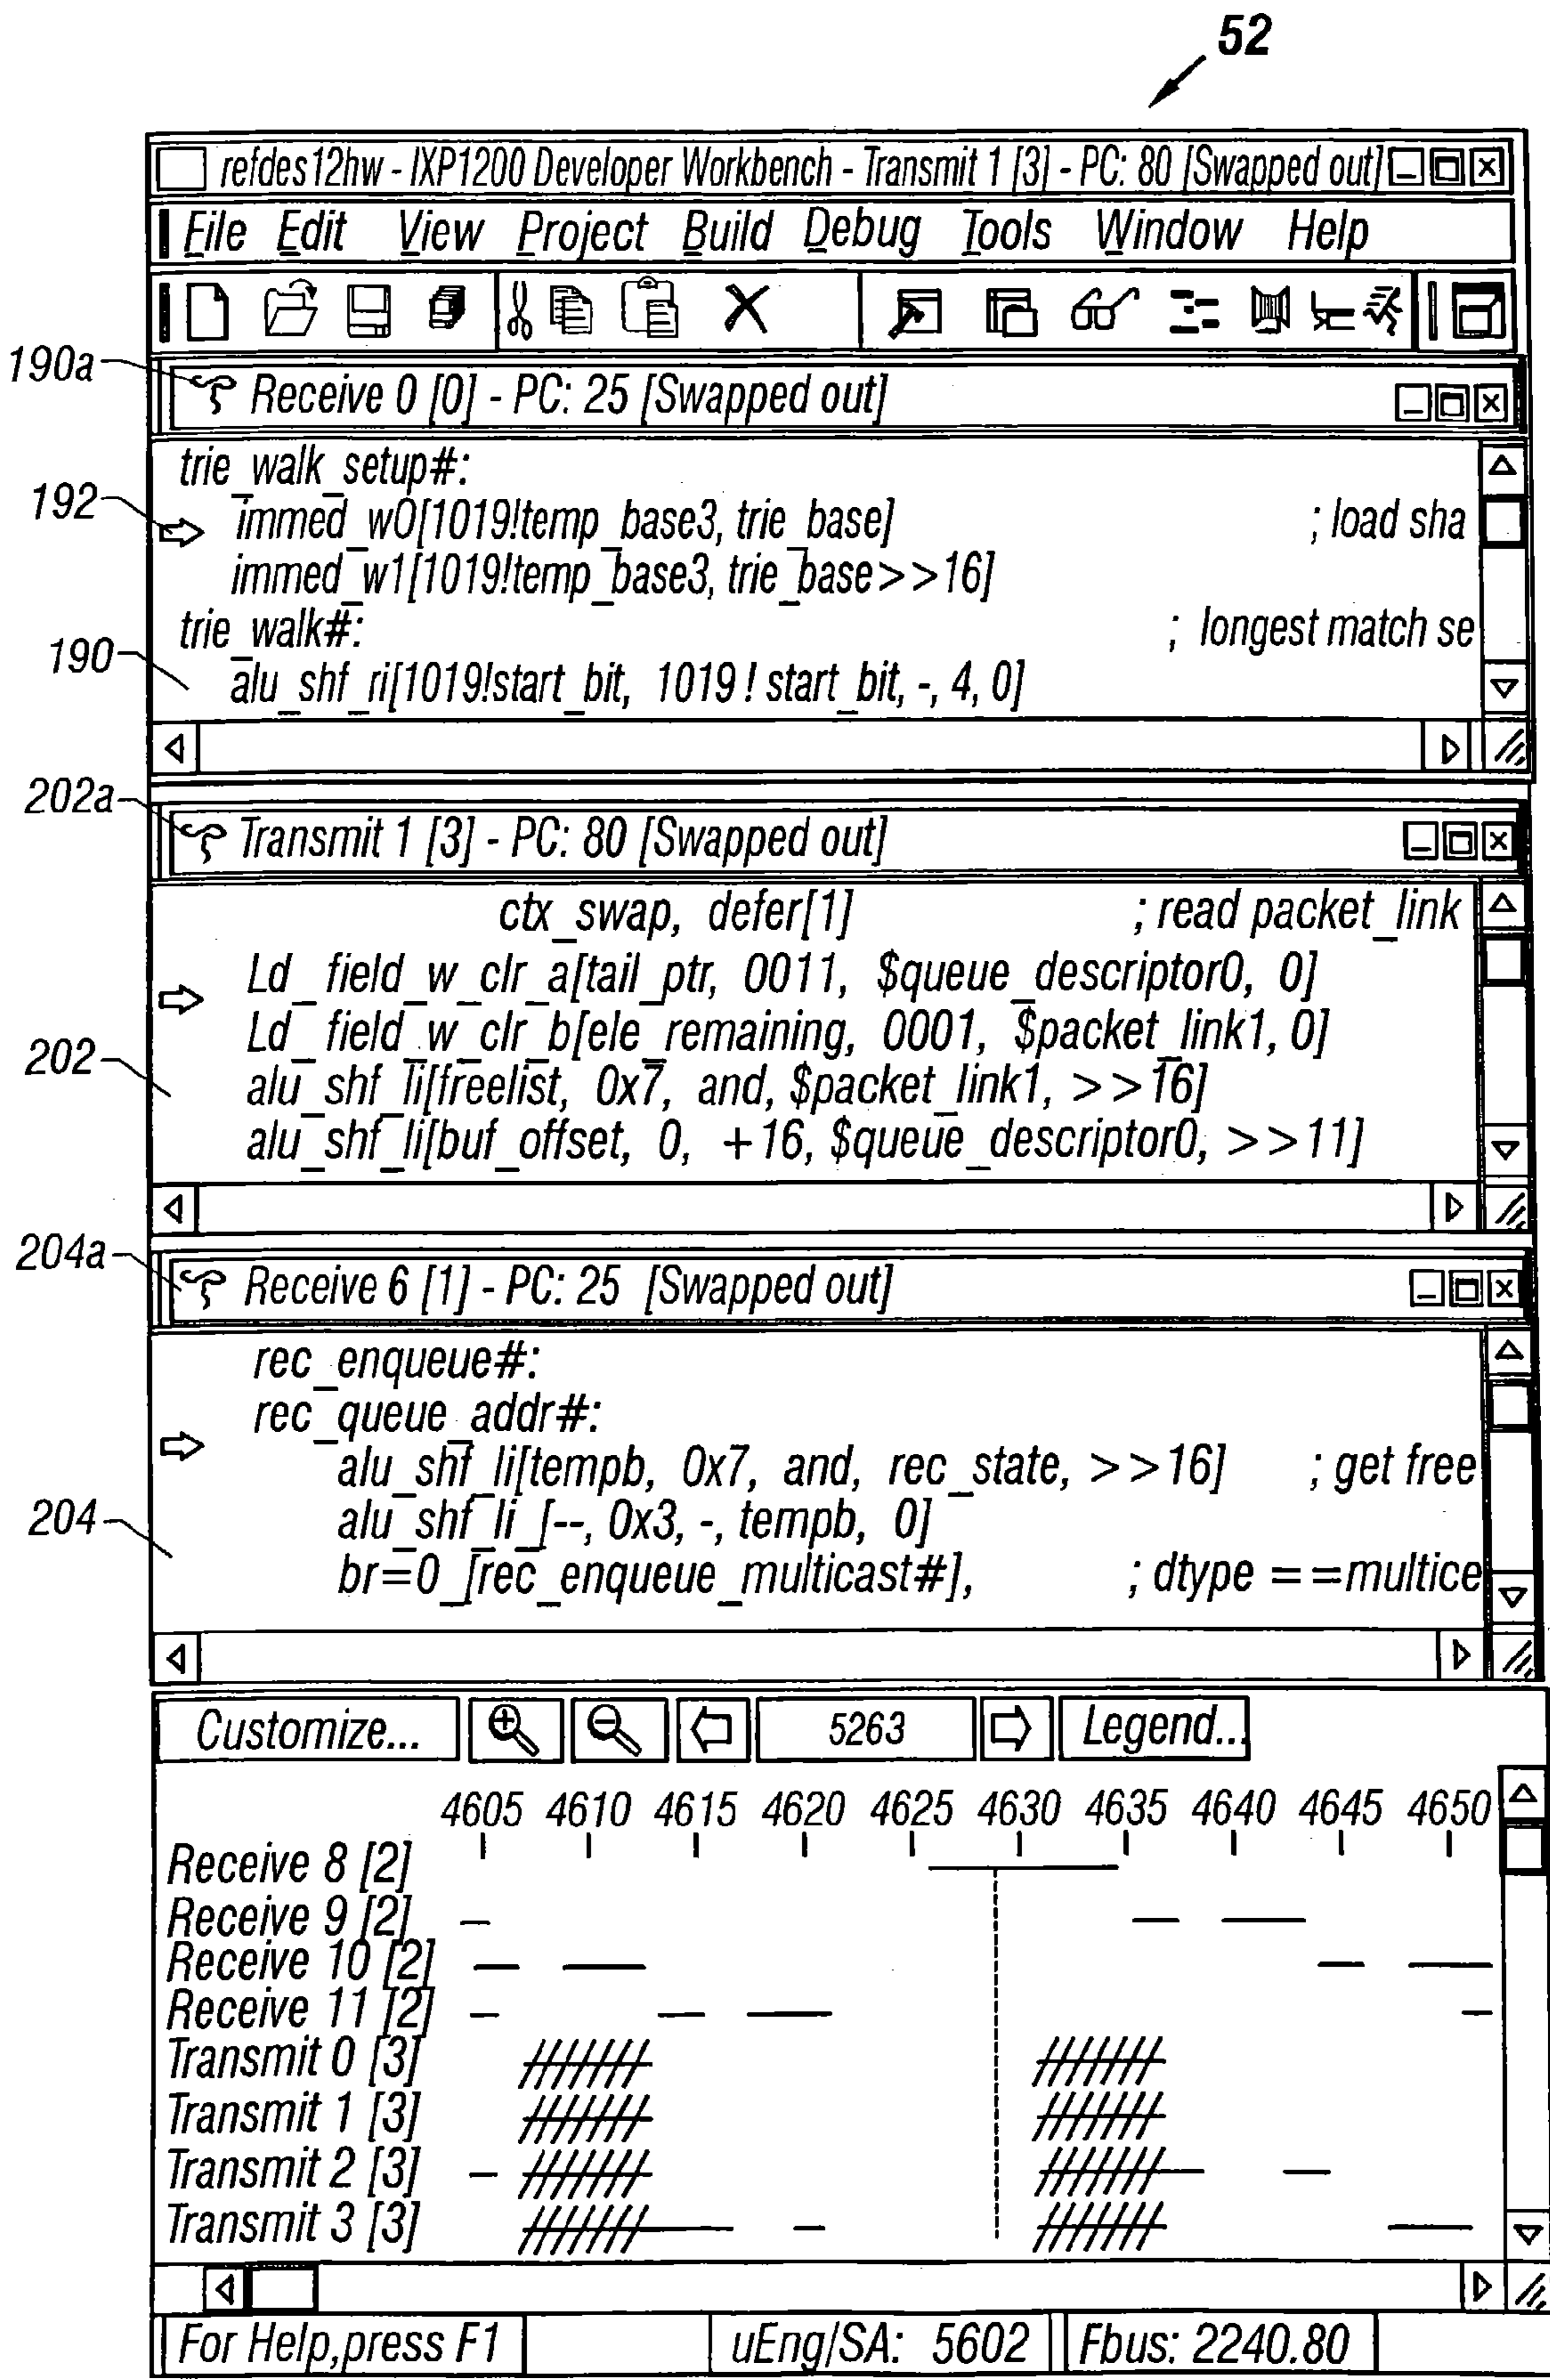 52
refdes12hw - IXP1200 Developer Workbench - Transmit 1 [3] - PC: 80 [Swapped out]
File Edit View Project Build Debug Tools Window Help
190a
Receive 0 [0] - PC: 25 [Swapped out]
trie_walk_setup#:
192
immed_w0[1019!temp_base3, trie_base] ; load sha
immed_w1[1019!temp_base3, trie_base>>16]
trie_walk#: ; longest match se
190
alu_shf_ri[1019!start_bit, 1019 ! start_bit, -, 4, 0]
202a
Transmit 1 [3] - PC: 80 [Swapped out]
ctx_swap, defer[1] ; read packet_link
Ld_field_w_clr_a[tail_ptr, 0011, $queue_descriptor0, 0]
Ld_field_w_clr_b[ele_remaining, 0001, $packet_link1, 0]
202
alu_shf_li[freelist, 0x7, and, $packet_link1, >>16]
alu_shf_li[buf_offset, 0, +16, $queue_descriptor0, >>11]
204a
Receive 6 [1] - PC: 25 [Swapped out]
rec_enqueue#:
rec_queue_addr#:
alu_shf_li[tempb, 0x7, and, rec_state, >>16] ; get free
204
alu_shf_li_[--, 0x3, -, tempb, 0]
br=0_[rec_enqueue_multicast#], ; dtype ==multice
Customize... 5263 Legend...
4605 4610 4615 4620 4625 4630 4635 4640 4645 4650
Receive 8 [2]
Receive 9 [2]
Receive 10 [2]
Receive 11 [2]
Transmit 0 [3]
Transmit 1 [3]
Transmit 2 [3]
Transmit 3 [3]
For Help,press F1 uEng/SA: 5602 Fbus: 2240.80